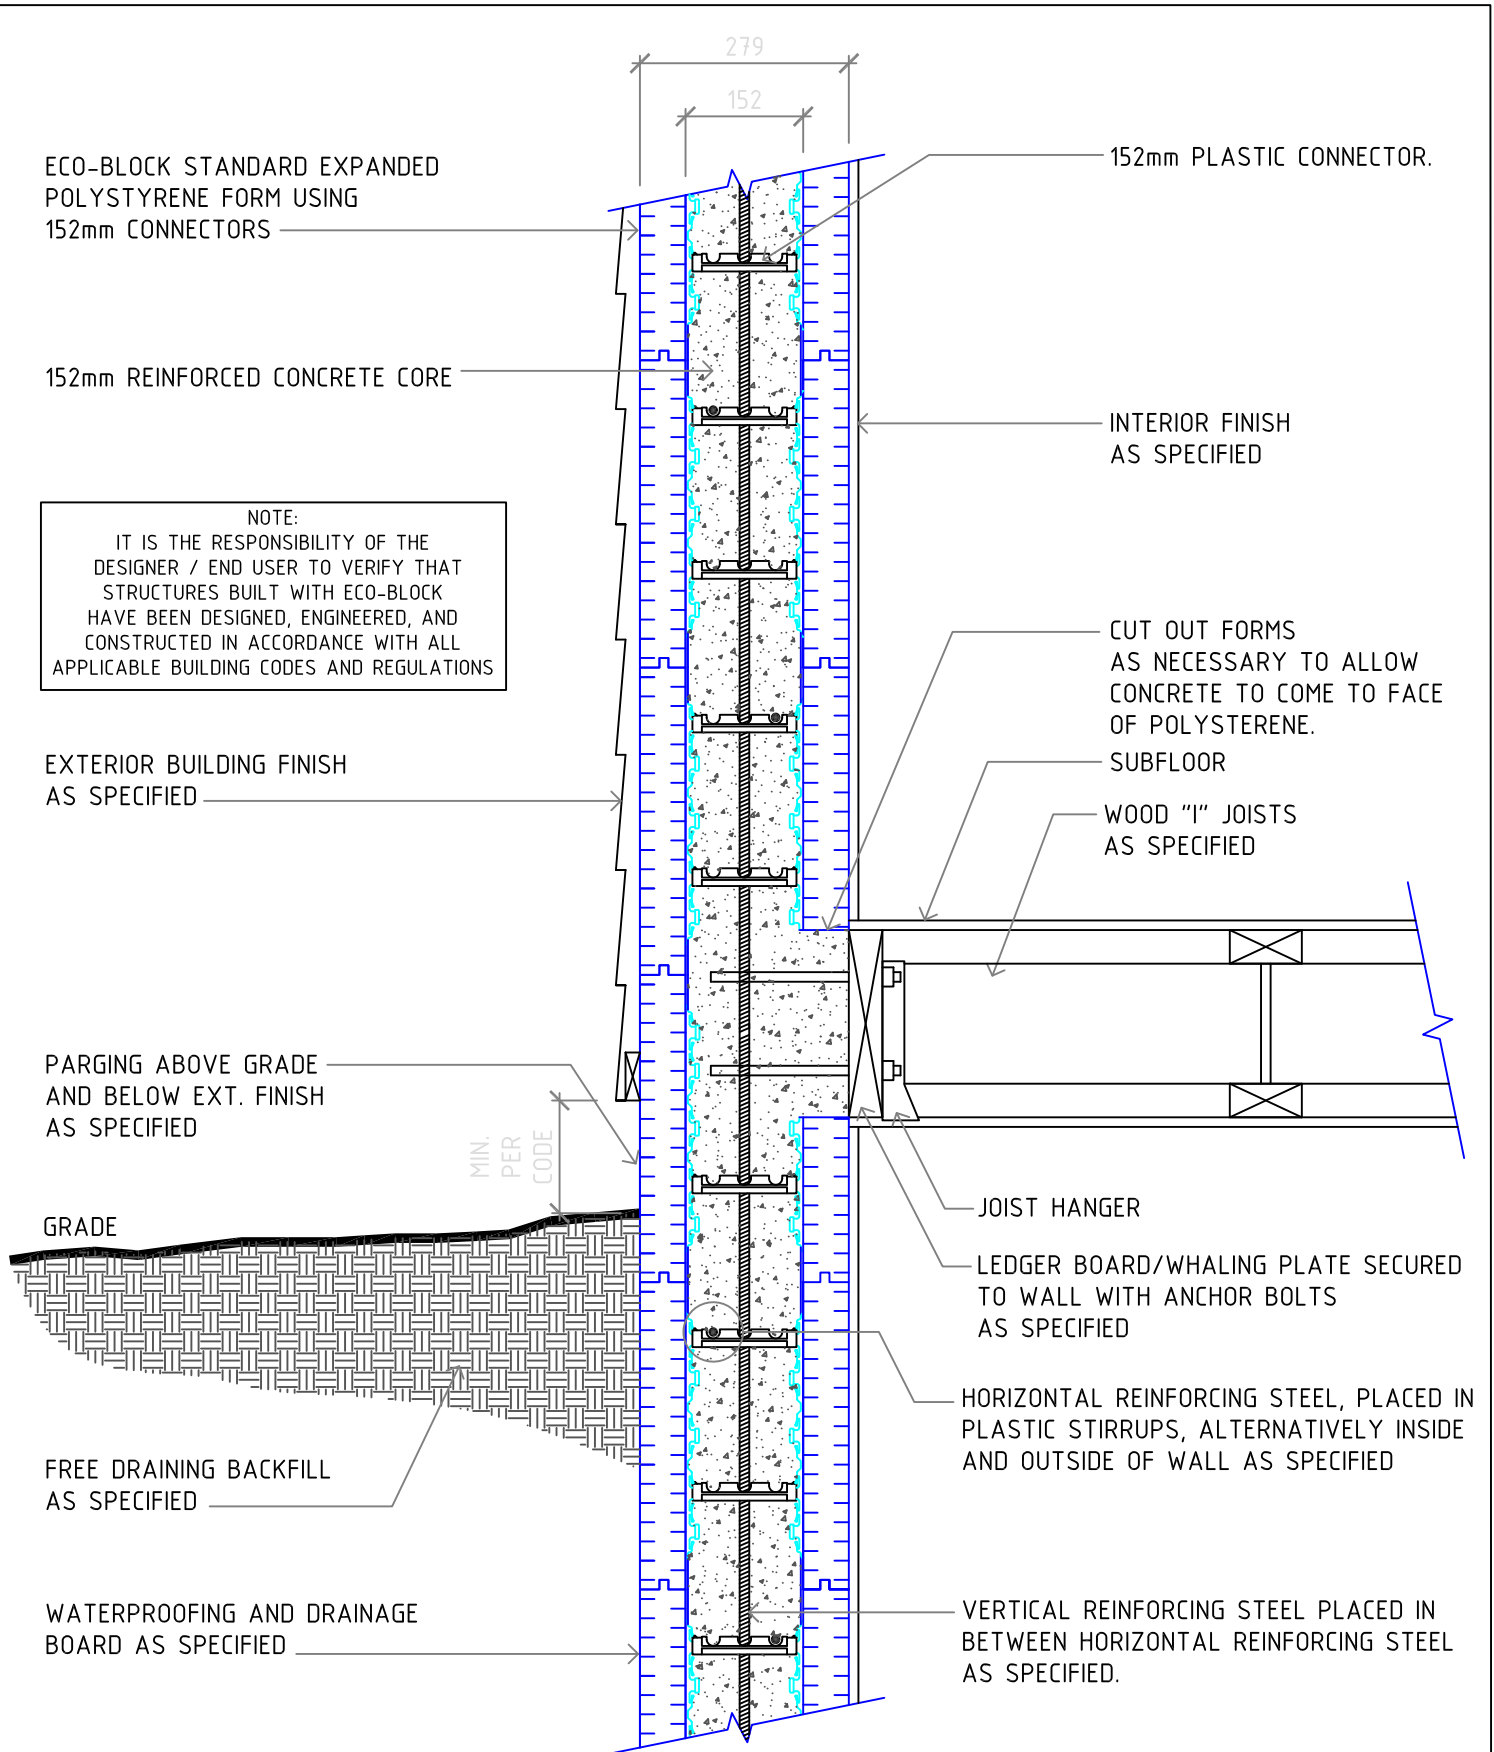 279
152
ECO-BLOCK STANDARD EXPANDED
POLYSTYRENE FORM USING
152mm CONNECTORS
152mm PLASTIC CONNECTOR.
152mm REINFORCED CONCRETE CORE
INTERIOR FINISH
AS SPECIFIED
NOTE:
IT IS THE RESPONSIBILITY OF THE
DESIGNER / END USER TO VERIFY THAT
STRUCTURES BUILT WITH ECO-BLOCK
HAVE BEEN DESIGNED, ENGINEERED, AND
CONSTRUCTED IN ACCORDANCE WITH ALL
APPLICABLE BUILDING CODES AND REGULATIONS
CUT OUT FORMS
AS NECESSARY TO ALLOW
CONCRETE TO COME TO FACE
OF POLYSTERENE.
SUBFLOOR
EXTERIOR BUILDING FINISH
AS SPECIFIED
WOOD "I" JOISTS
AS SPECIFIED
PARGING ABOVE GRADE
AND BELOW EXT. FINISH
AS SPECIFIED
MIN.
PER
CODE
GRADE
JOIST HANGER
LEDGER BOARD/WHALING PLATE SECURED
TO WALL WITH ANCHOR BOLTS
AS SPECIFIED
HORIZONTAL REINFORCING STEEL, PLACED IN
PLASTIC STIRRUPS, ALTERNATIVELY INSIDE
AND OUTSIDE OF WALL AS SPECIFIED
FREE DRAINING BACKFILL
AS SPECIFIED
WATERPROOFING AND DRAINAGE
BOARD AS SPECIFIED
VERTICAL REINFORCING STEEL PLACED IN
BETWEEN HORIZONTAL REINFORCING STEEL
AS SPECIFIED.